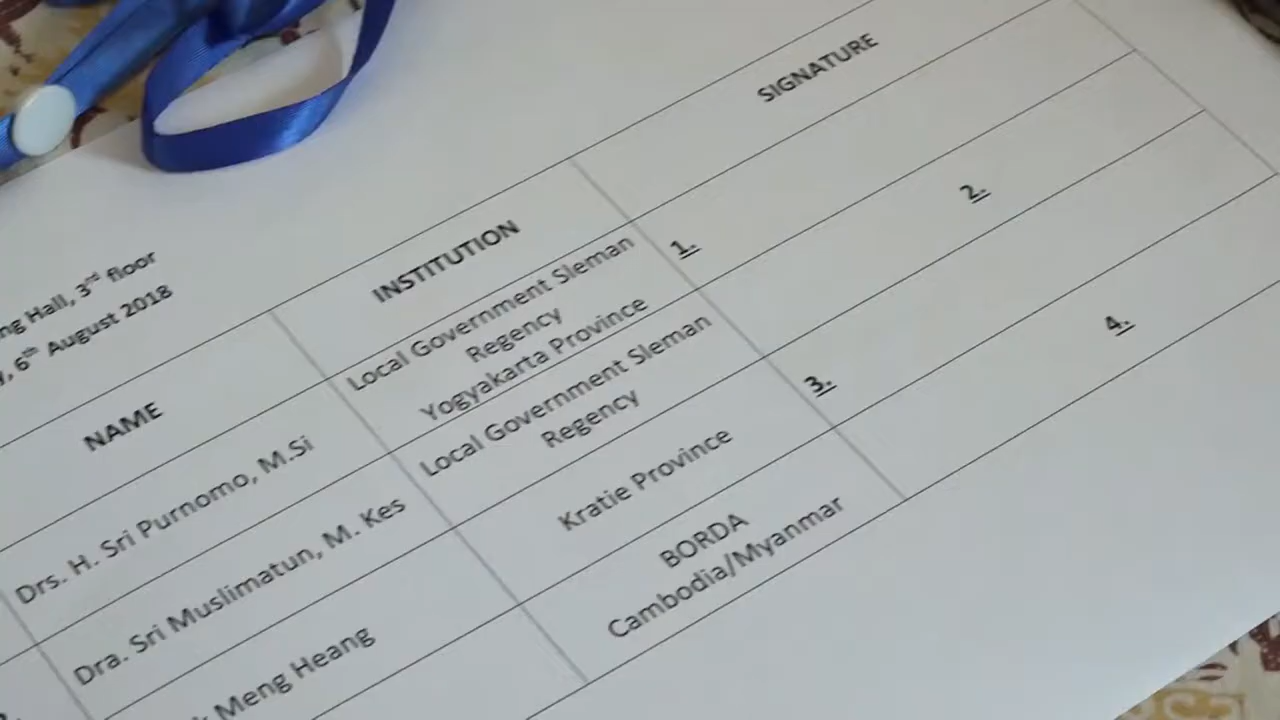 ng Hall, 3rd floor
6th August 2018
NAME INSTITUTION SIGNATURE
Drs. H. Sri Purnomo, M.Si
Local Government Sleman
Regency
Yogyakarta Province
1.
Dra. Sri Muslimatun, M. Kes
Local Government Sleman
Regency
2.
Meng Heang
Kratie Province
3.
BORDA
Cambodia/Myanmar
4.